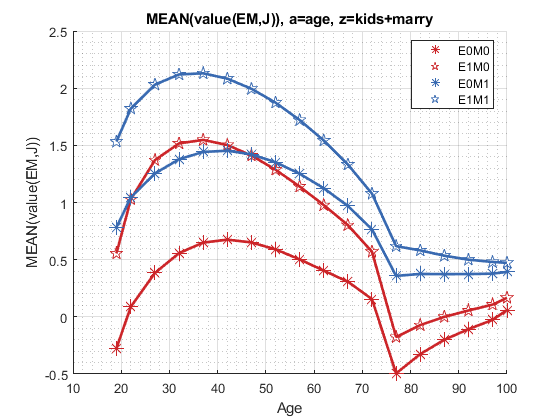 MEAN(value(EM,J)), a=age, z=kids+marry
MEAN(value(EM,J))
2.5
2
1.5
1
0.5
0
-0.5
E0M0
E1M0
E0M1
E1M1
10 20 30 40 50 60 70 80 90 100
Age